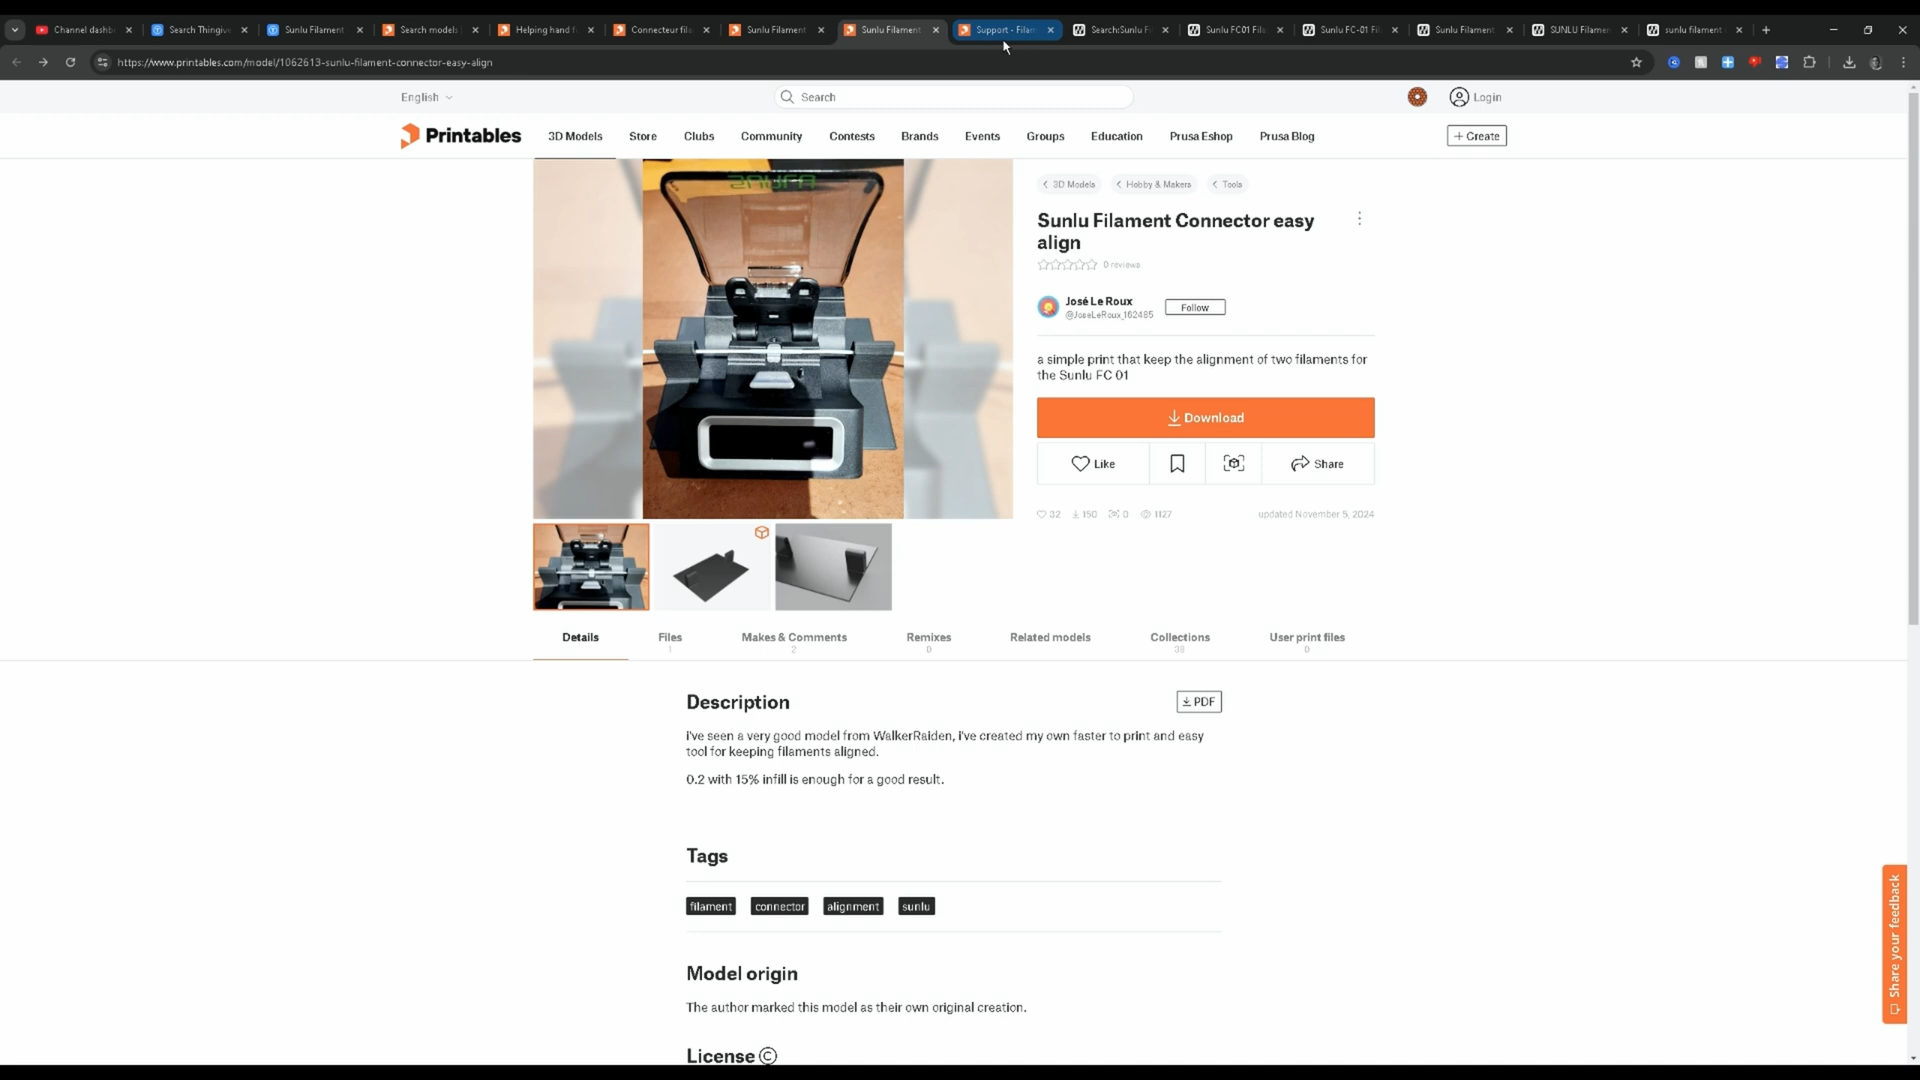 Channel dashb
Search Thingive
Sunlu Filament
Search models
Helping hand f
Connecteur fila
Sunlu Filament
Sunlu Filament
Support - Filam
Search:Sunlu Fi
Sunlu FC01 Fila
Sunlu FC-01 Fil
Sunlu Filament
SUNLU Filamen
sunlu filament
https://www.printables.com/model/1062613-sunlu-filament-connector-easy-align
English
Search
Login
Printables
3D Models
Store
Clubs
Community
Contests
Brands
Events
Groups
Education
Prusa Eshop
Prusa Blog
+ Create
3D Models
Hobby & Makers
Tools
Sunlu Filament Connector easy
align
0 reviews
José Le Roux
@JoseLeRoux_162485
Follow
a simple print that keep the alignment of two filaments for
the Sunlu FC 01
Download
Like
Share
32
150
0
1127
updated November 5, 2024
Details
Files
1
Makes & Comments
2
Remixes
0
Related models
Collections
38
User print files
0
Description
PDF
i've seen a very good model from WalkerRaiden, i've created my own faster to print and easy
tool for keeping filaments aligned.
0.2 with 15% infill is enough for a good result.
Tags
filament
connector
alignment
sunlu
Model origin
The author marked this model as their own original creation.
License
Share your feedback